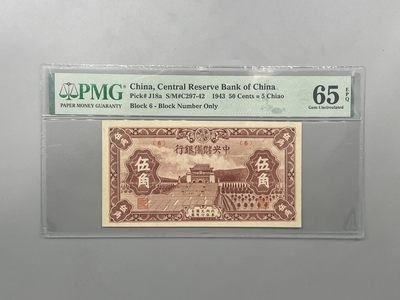 PMG
PAPER MONEY GUARANTY
China, Central Reserve Bank of China
Pick# J18a S/M#C297-42 1943 50 Cents = 5 Chiao
Block 6 - Block Number Only
65 EPQ
Gem Uncirculated
(6) (6)
行銀備儲央中
伍角 伍角